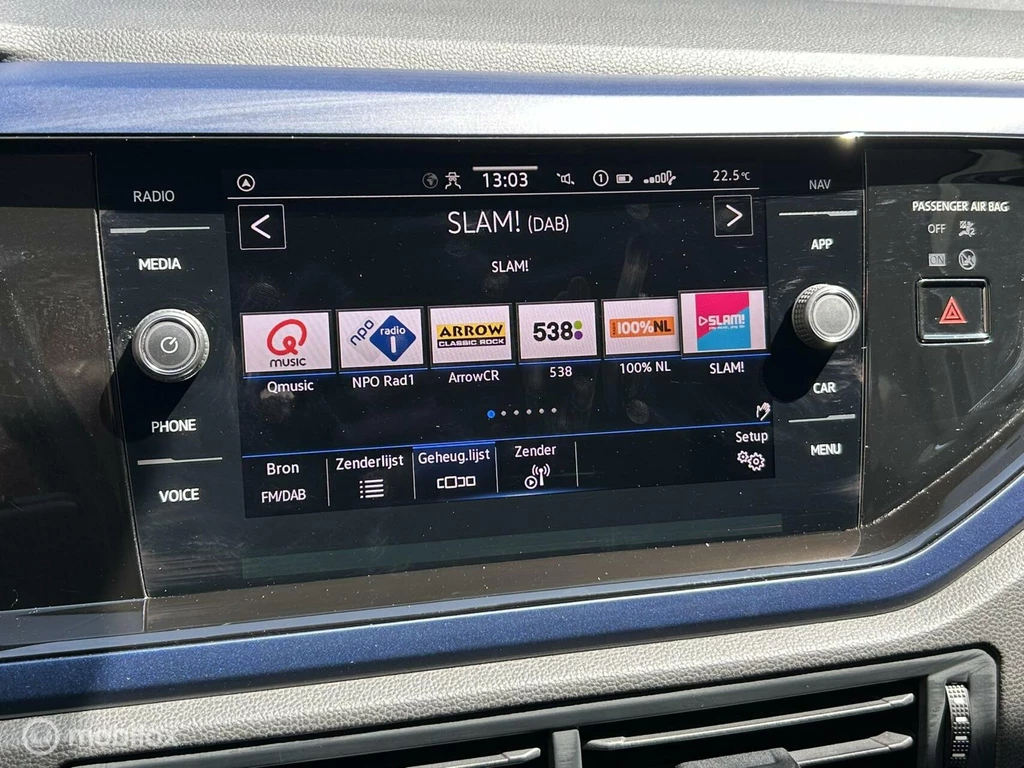 RADIO
MEDIA
PHONE
VOICE
13:03
1
22.5°C
SLAM! (DAB)
SLAM!
Q MUSIC
npo radio 1
ARROW
CLASSIC ROCK
538
100%NL
SLAM!
Qmusic
NPO Rad1
ArrowCR
538
100% NL
SLAM!
Bron
FM/DAB
Zenderlijst
Geheug.lijst
Zender
Setup
NAV
APP
CAR
MENU
PASSENGER AIR BAG
OFF
ON